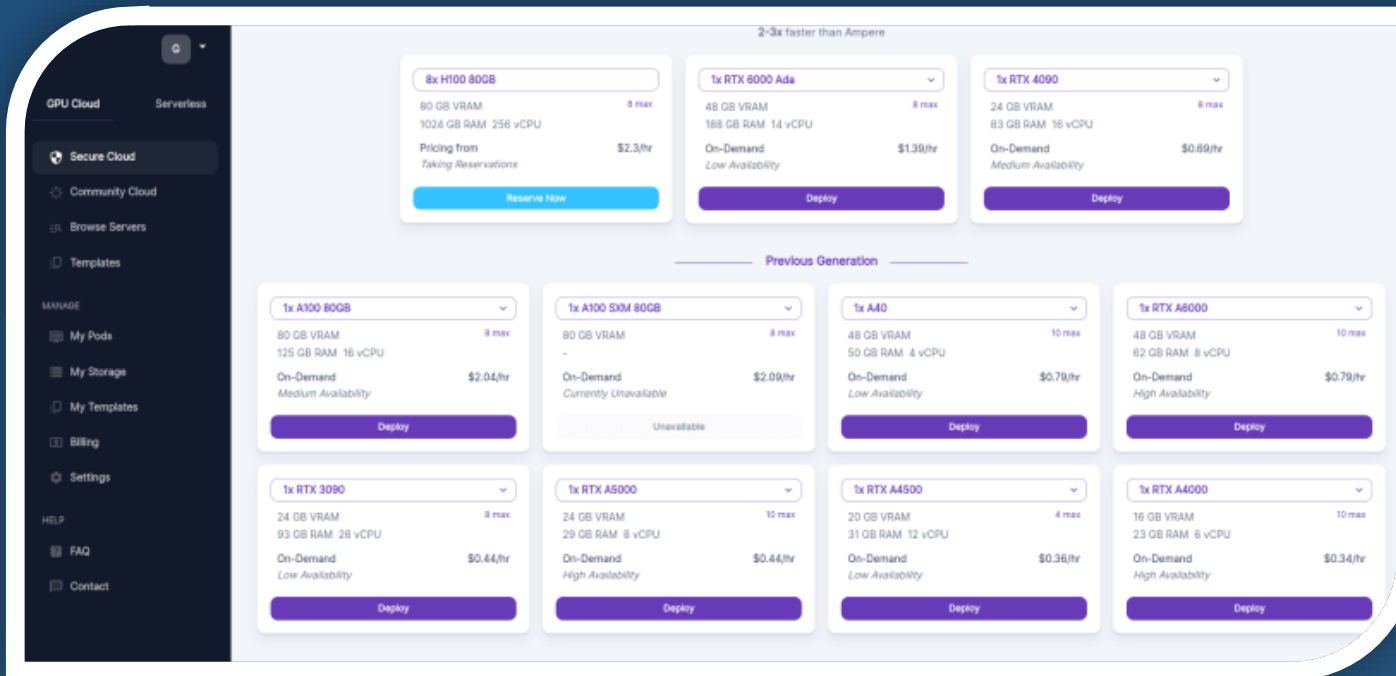 G
GPU Cloud Serverless
Secure Cloud
Community Cloud
Browse Servers
Templates
MANAGE
My Pods
My Storage
My Templates
Billing
Settings
HELP
FAQ
Contact
2-3x faster than Ampere
8x H100 80GB
80 GB VRAM 8 max
1024 GB RAM 256 vCPU
Pricing from $2.3/hr
Taking Reservations
Reserve Now
1x RTX 6000 Ada
48 GB VRAM 8 max
188 GB RAM 14 vCPU
On-Demand $1.39/hr
Low Availability
Deploy
1x RTX 4090
24 GB VRAM 8 max
83 GB RAM 16 vCPU
On-Demand $0.69/hr
Medium Availability
Deploy
Previous Generation
1x A100 80GB
80 GB VRAM 8 max
125 GB RAM 16 vCPU
On-Demand $2.04/hr
Medium Availability
Deploy
1x A100 SXM 80GB
80 GB VRAM 8 max
-
On-Demand $2.09/hr
Currently Unavailable
Unavailable
1x A40
48 GB VRAM 10 max
50 GB RAM 4 vCPU
On-Demand $0.79/hr
Low Availability
Deploy
1x RTX A6000
48 GB VRAM 10 max
62 GB RAM 8 vCPU
On-Demand $0.79/hr
High Availability
Deploy
1x RTX 3090
24 GB VRAM 8 max
93 GB RAM 26 vCPU
On-Demand $0.44/hr
Low Availability
Deploy
1x RTX A5000
24 GB VRAM 10 max
29 GB RAM 8 vCPU
On-Demand $0.44/hr
High Availability
Deploy
1x RTX A4500
20 GB VRAM 4 max
31 GB RAM 12 vCPU
On-Demand $0.36/hr
Low Availability
Deploy
1x RTX A4000
16 GB VRAM 10 max
23 GB RAM 6 vCPU
On-Demand $0.34/hr
High Availability
Deploy